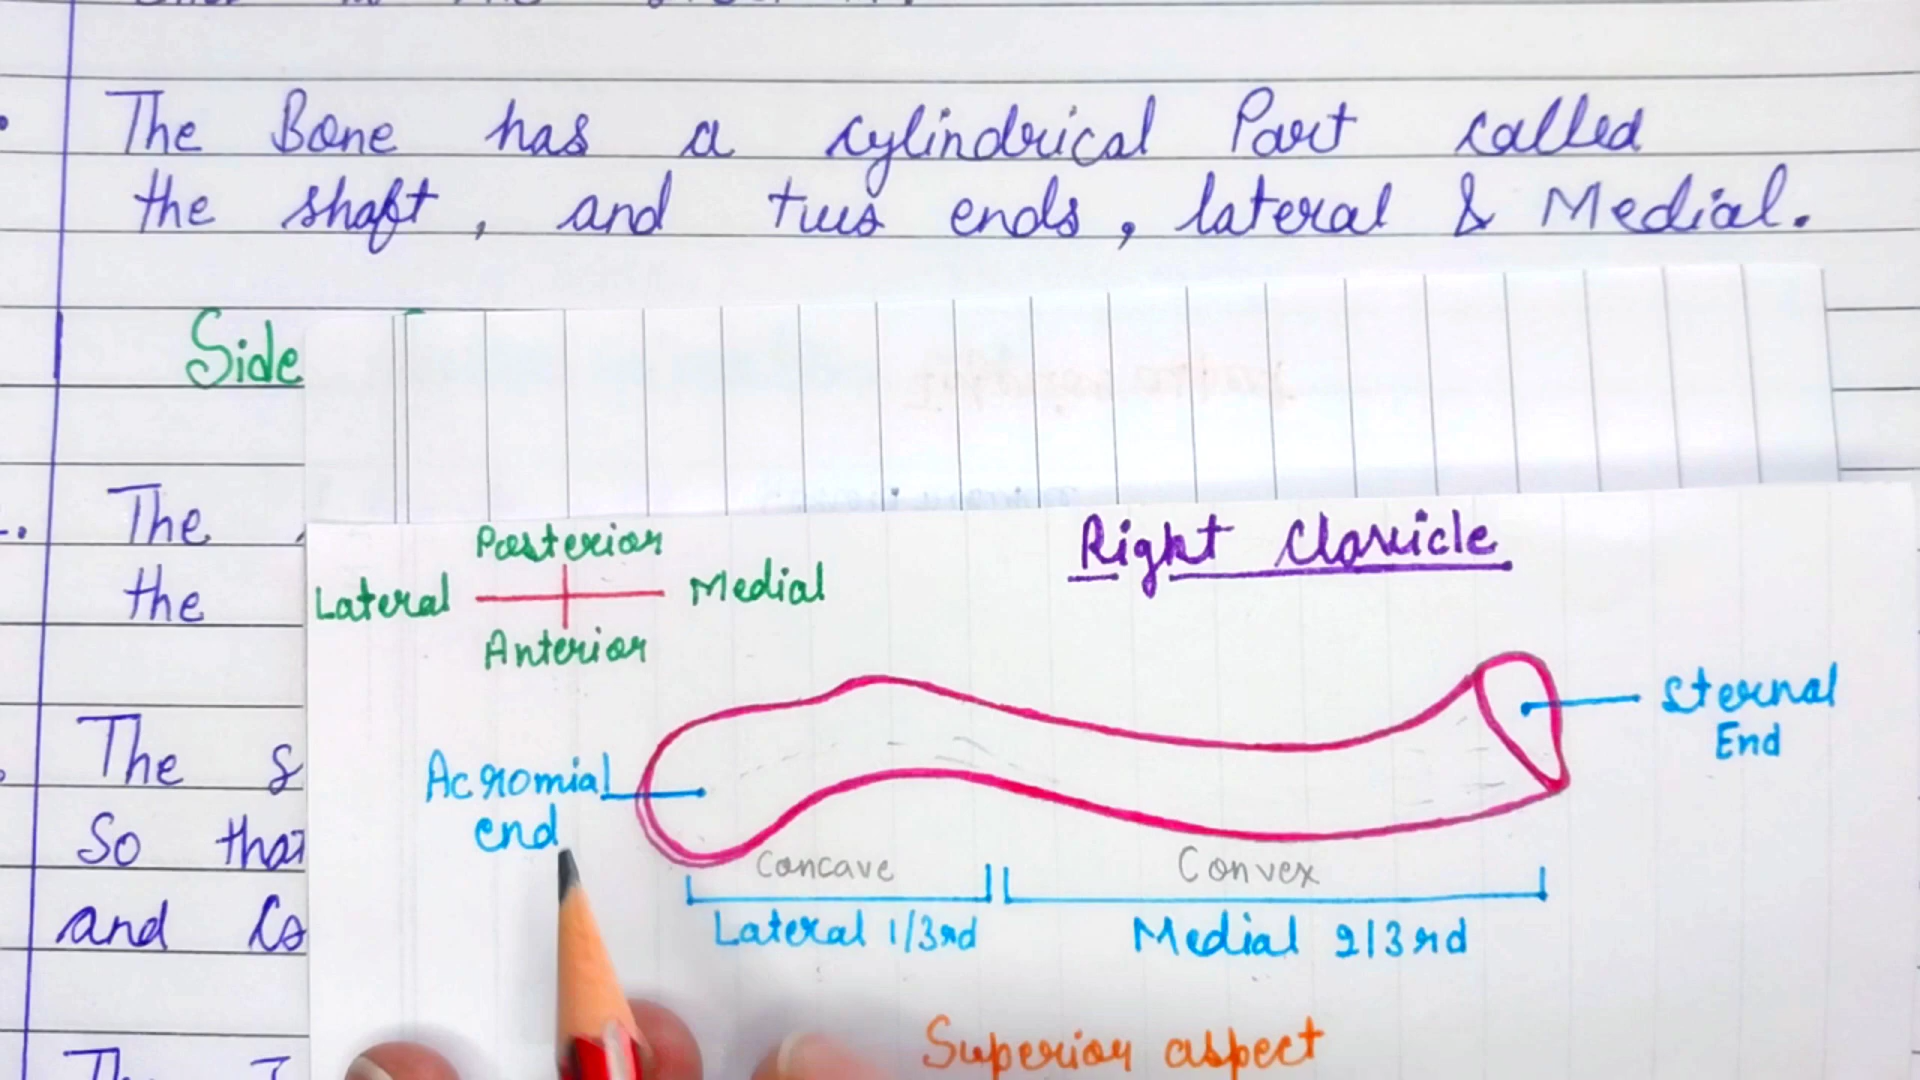 The Bone has a cylindrical Part called
the shaft, and two ends, lateral & Medial.
Side
The
the
The s
So that
and Co
Posterior
Lateral
Medial
Anterior
Right Clavicle
Sternal
End
Acromial
end
Concave
Convex
Lateral 1/3rd
Medial 2/3rd
Superior aspect